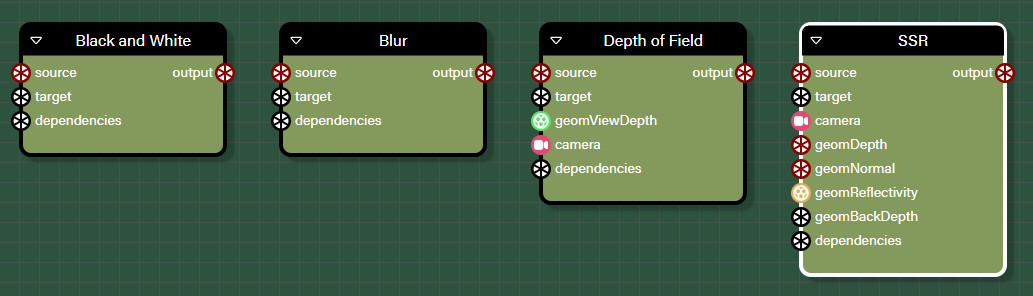 Black and White
source
output
target
dependencies
Blur
source
output
target
dependencies
Depth of Field
source
output
target
geomViewDepth
camera
dependencies
SSR
source
output
target
camera
geomDepth
geomNormal
geomReflectivity
geomBackDepth
dependencies